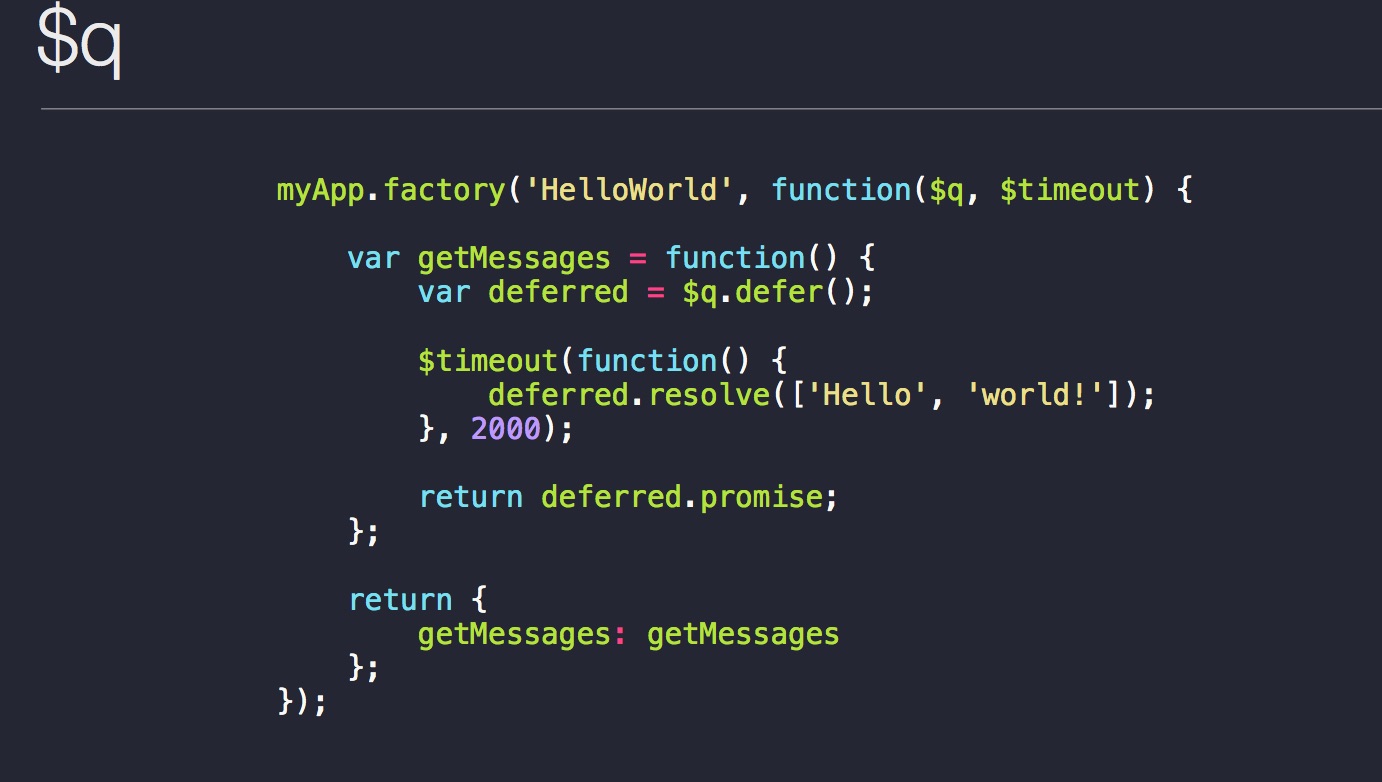 $q
myApp.factory('HelloWorld', function($q, $timeout) {
    var getMessages = function() {
        var deferred = $q.defer();
        $timeout(function() {
            deferred.resolve(['Hello', 'world!']);
        }, 2000);
        return deferred.promise;
    };
    return {
        getMessages: getMessages
    };
});